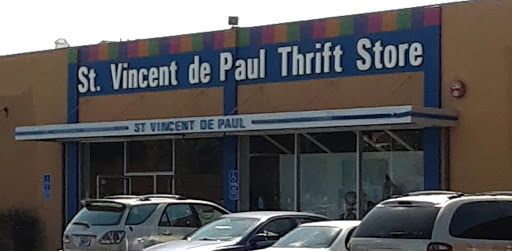 St. Vincent de Paul Thrift Store
ST VINCENT DE PAUL